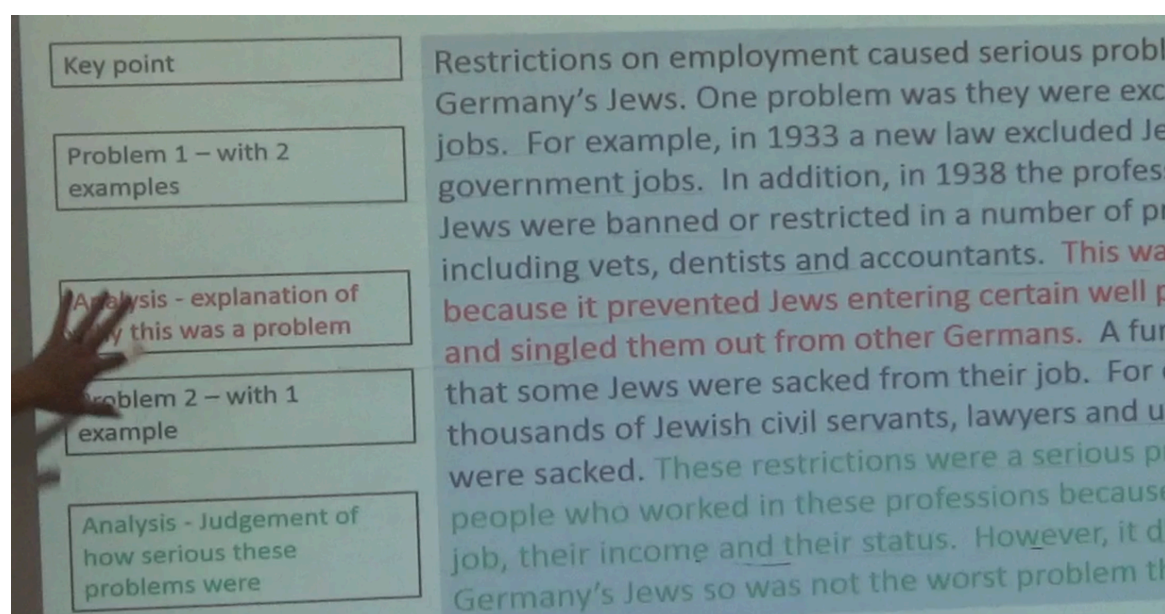 Key point
Problem 1 – with 2
examples
Analysis - explanation of
this was a problem
Problem 2 – with 1
example
Analysis - Judgement of
how serious these
problems were
Restrictions on employment caused serious probl
Germany's Jews. One problem was they were exc
jobs. For example, in 1933 a new law excluded Je
government jobs. In addition, in 1938 the profes
Jews were banned or restricted in a number of p
including vets, dentists and accountants. This wa
because it prevented Jews entering certain well p
and singled them out from other Germans. A fur
that some Jews were sacked from their job. For
thousands of Jewish civil servants, lawyers and u
were sacked. These restrictions were a serious p
people who worked in these professions because
job, their income and their status. However, it d
Germany's Jews so was not the worst problem th